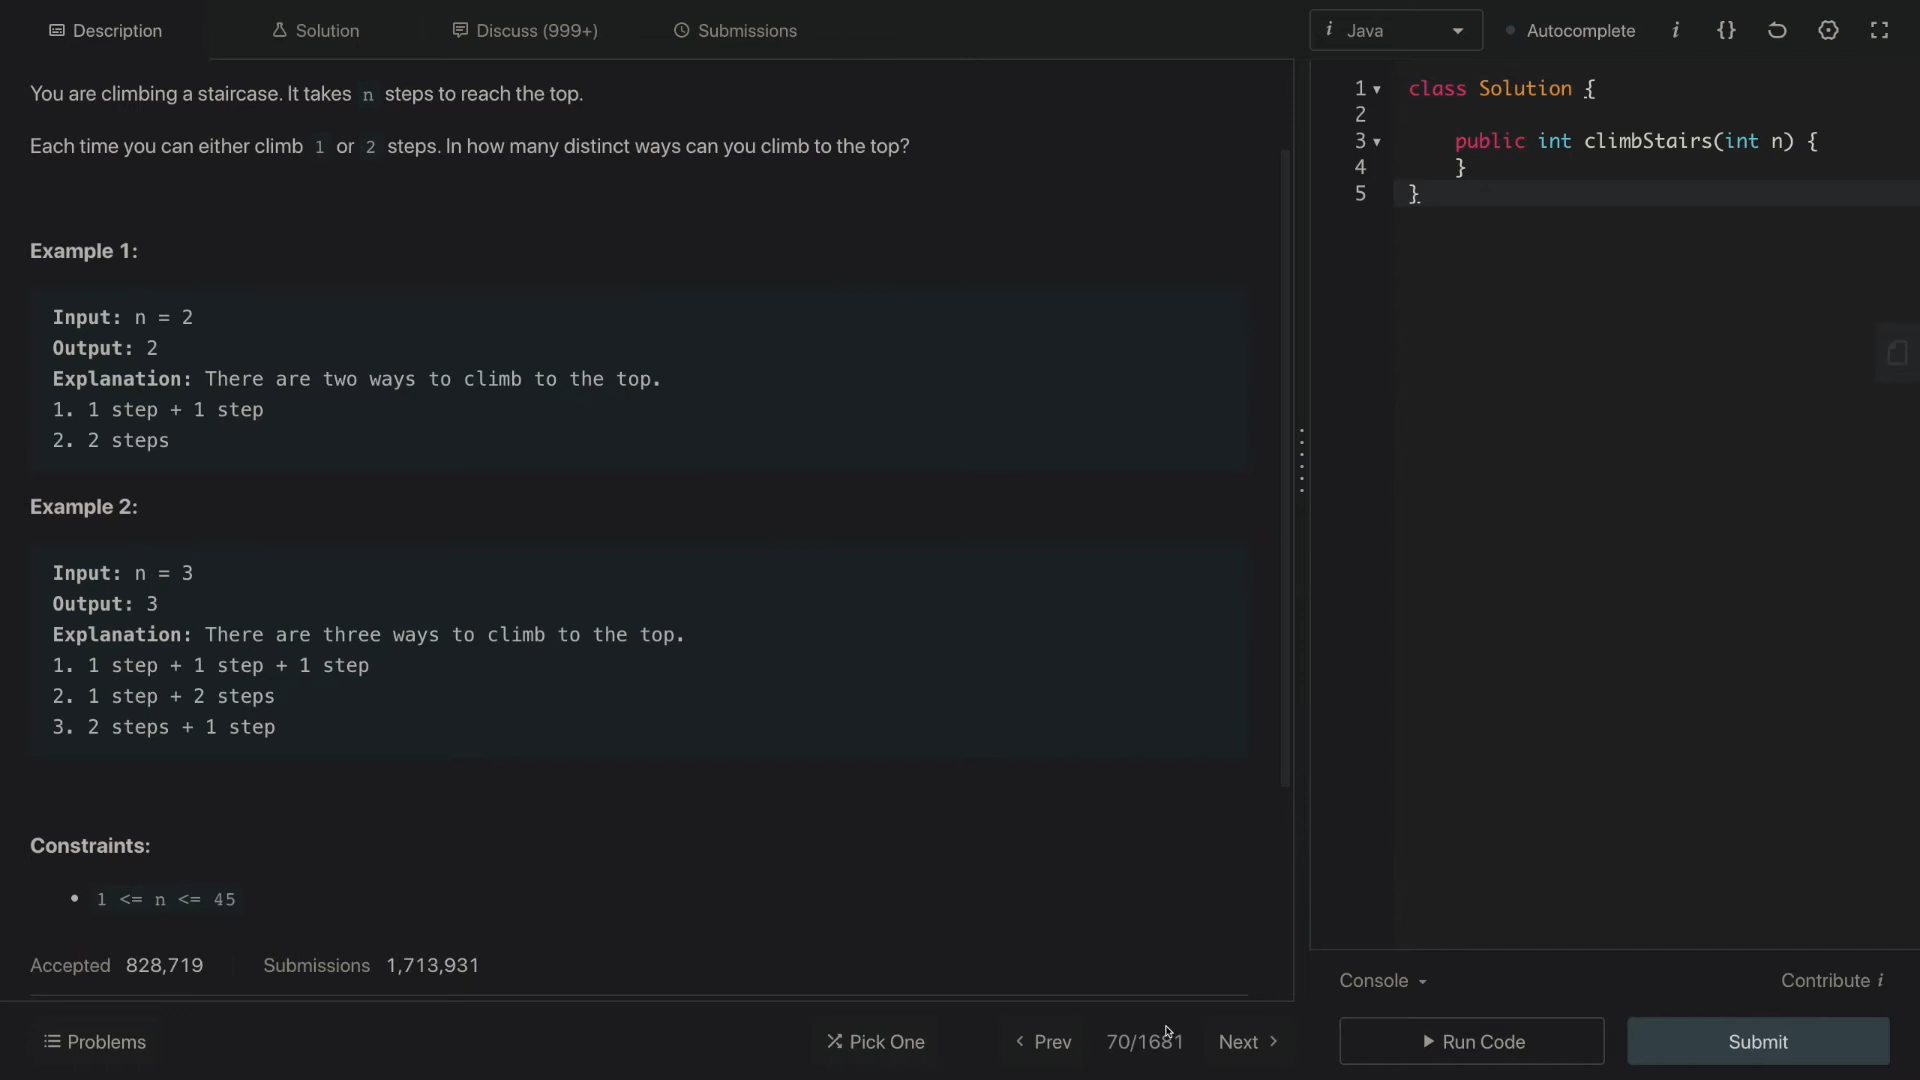 Description
Solution
Discuss (999+)
Submissions
i Java
Autocomplete
i
{}
You are climbing a staircase. It takes n steps to reach the top.
Each time you can either climb 1 or 2 steps. In how many distinct ways can you climb to the top?
Example 1:
Input: n = 2
Output: 2
Explanation: There are two ways to climb to the top.
1. 1 step + 1 step
2. 2 steps
Example 2:
Input: n = 3
Output: 3
Explanation: There are three ways to climb to the top.
1. 1 step + 1 step + 1 step
2. 1 step + 2 steps
3. 2 steps + 1 step
Constraints:
• 1 <= n <= 45
Accepted 828,719 Submissions 1,713,931
Problems
Pick One
< Prev
70/1681
Next >
1 class Solution {
2
3 public int climbStairs(int n) {
4 }
5 }
Console
Contribute i
Run Code
Submit